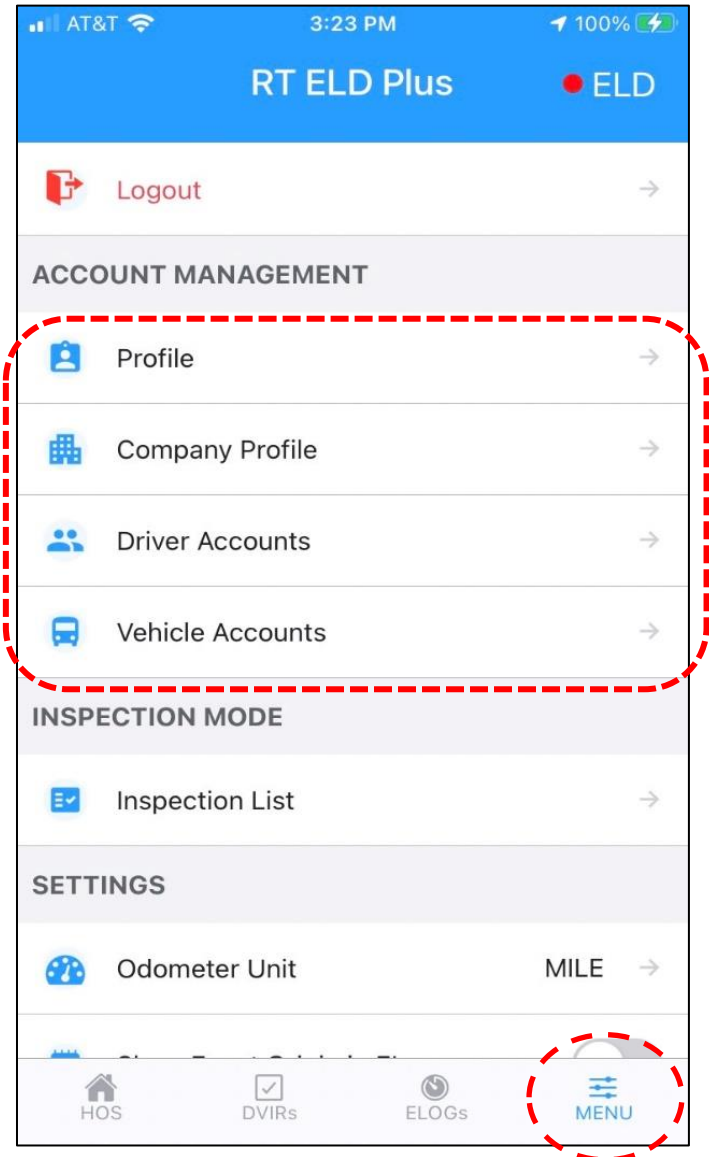 AT&T 3:23 PM 100%
RT ELD Plus ELD
Logout
ACCOUNT MANAGEMENT
Profile
Company Profile
Driver Accounts
Vehicle Accounts
INSPECTION MODE
Inspection List
SETTINGS
Odometer Unit MILE
HOS DVIRs ELOGs MENU